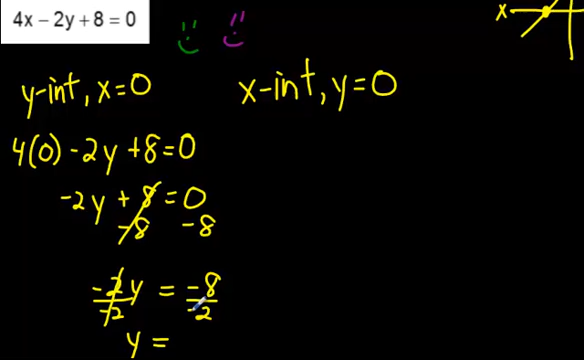 4x − 2y + 8 = 0
x
y-int, x=0
x-int, y=0
4(0) -2y +8=0
-2y + 8 = 0
-8 -8
-2y = -8
-2 -2
y =